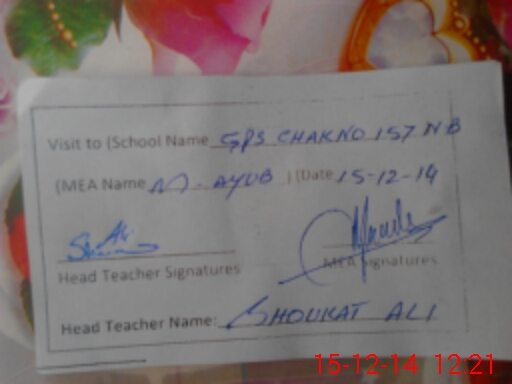 Visit to (School Name GPS CHAKNO 157 NB
(MEA Name M. AYUB ) (Date 15-12-14
Head Teacher Signatures MEA Signatures
Head Teacher Name: SHOUKAT ALI
15-12-14 12:21